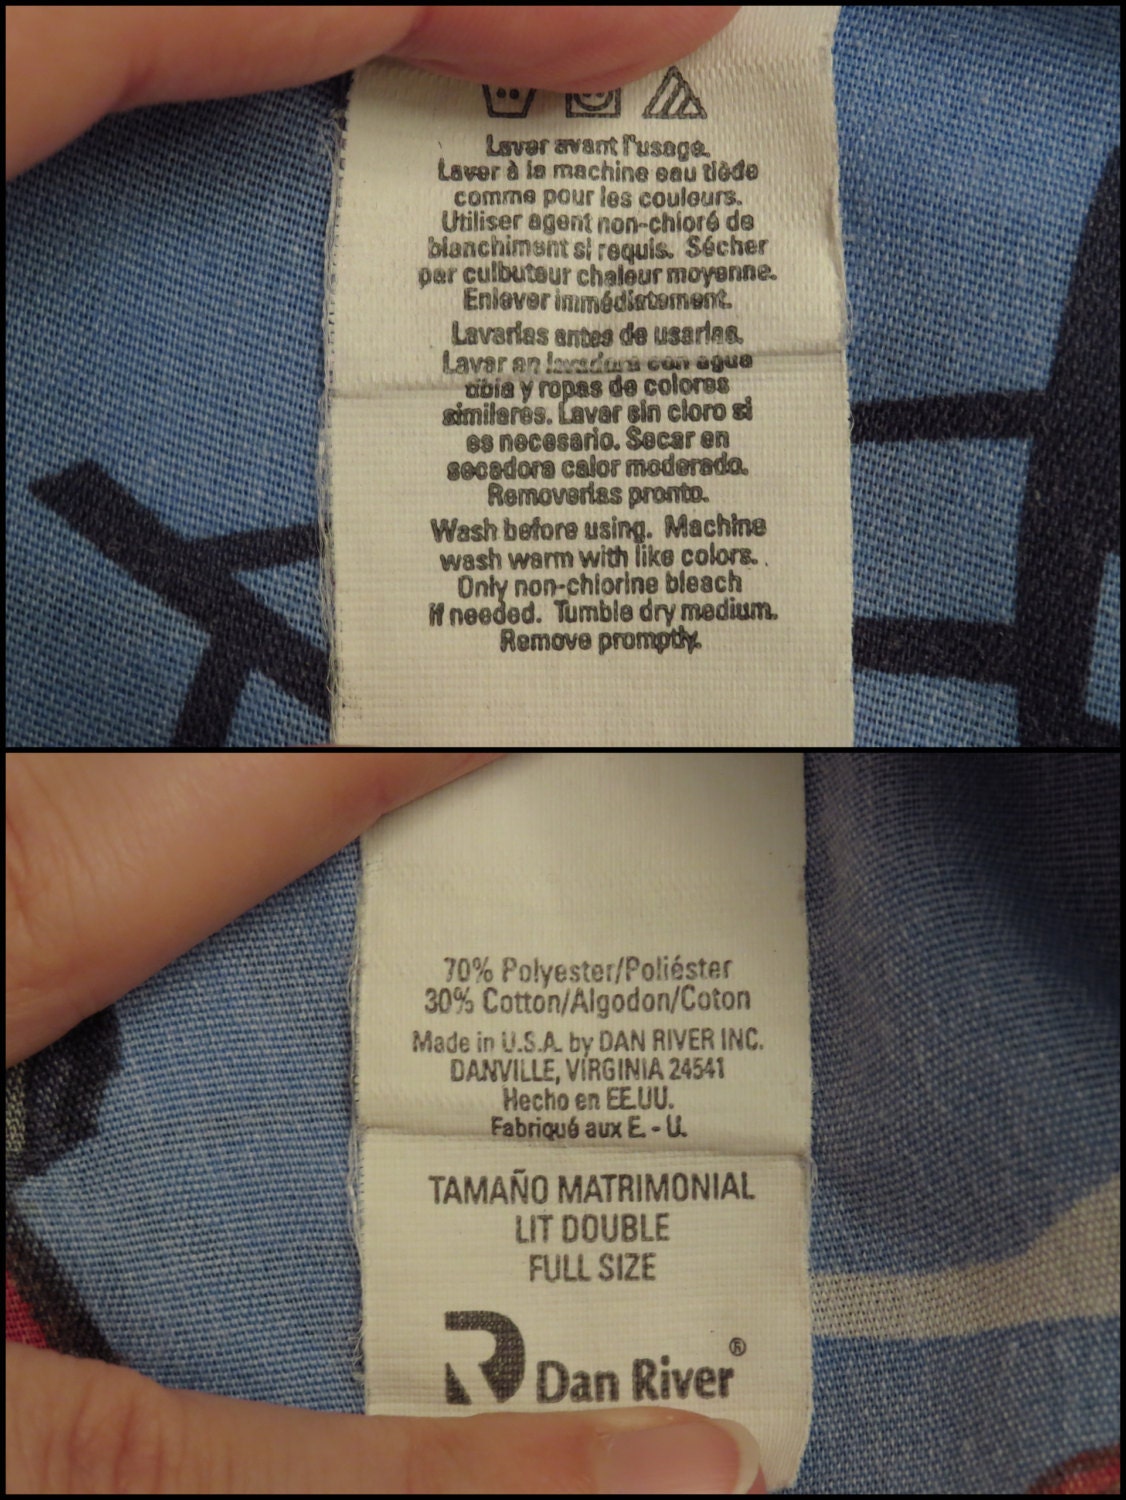 Laver avant l'usage.
Laver à la machine eau tiède
comme pour les couleurs.
Utiliser agent non-chloré de
blanchiment si requis. Sécher
par culbuteur chaleur moyenne.
Enlever immédiatement.
Lavarlas antes de usarlas.
Lavar en lavadora con agua
tibia y ropas de colores
similares. Lavar sin cloro si
es necesario. Secar en
secadora calor moderado.
Removerlas pronto.
Wash before using. Machine
wash warm with like colors.
Only non-chlorine bleach
if needed. Tumble dry medium.
Remove promptly.
70% Polyester/Poliéster
30% Cotton/Algodon/Coton
Made in U.S.A. by DAN RIVER INC.
DANVILLE, VIRGINIA 24541
Hecho en EE.UU.
Fabriqué aux E. - U.
TAMAÑO MATRIMONIAL
LIT DOUBLE
FULL SIZE
Dan River®